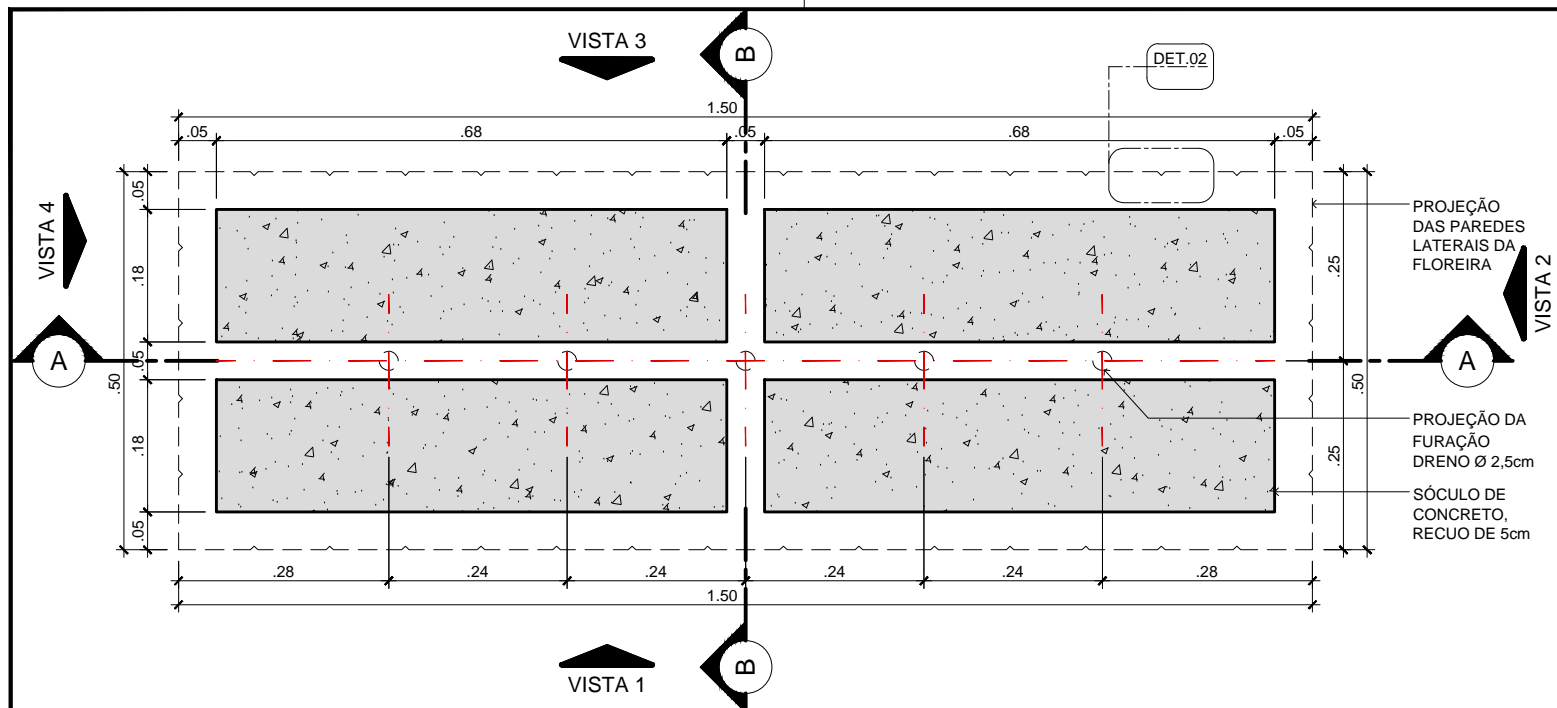 VISTA 3
B
DET.02
1.50
.05
.68
.05
.68
.05
.05
.18
.05
.18
.05
.50
VISTA 4
A
.25
.25
.50
PROJEÇÃO
DAS PAREDES
LATERAIS DA
FLOREIRA
VISTA 2
A
PROJEÇÃO DA
FURAÇÃO
DRENO Ø 2,5cm
SÓCULO DE
CONCRETO,
RECUO DE 5cm
.28
.24
.24
.24
.24
.28
1.50
VISTA 1
B